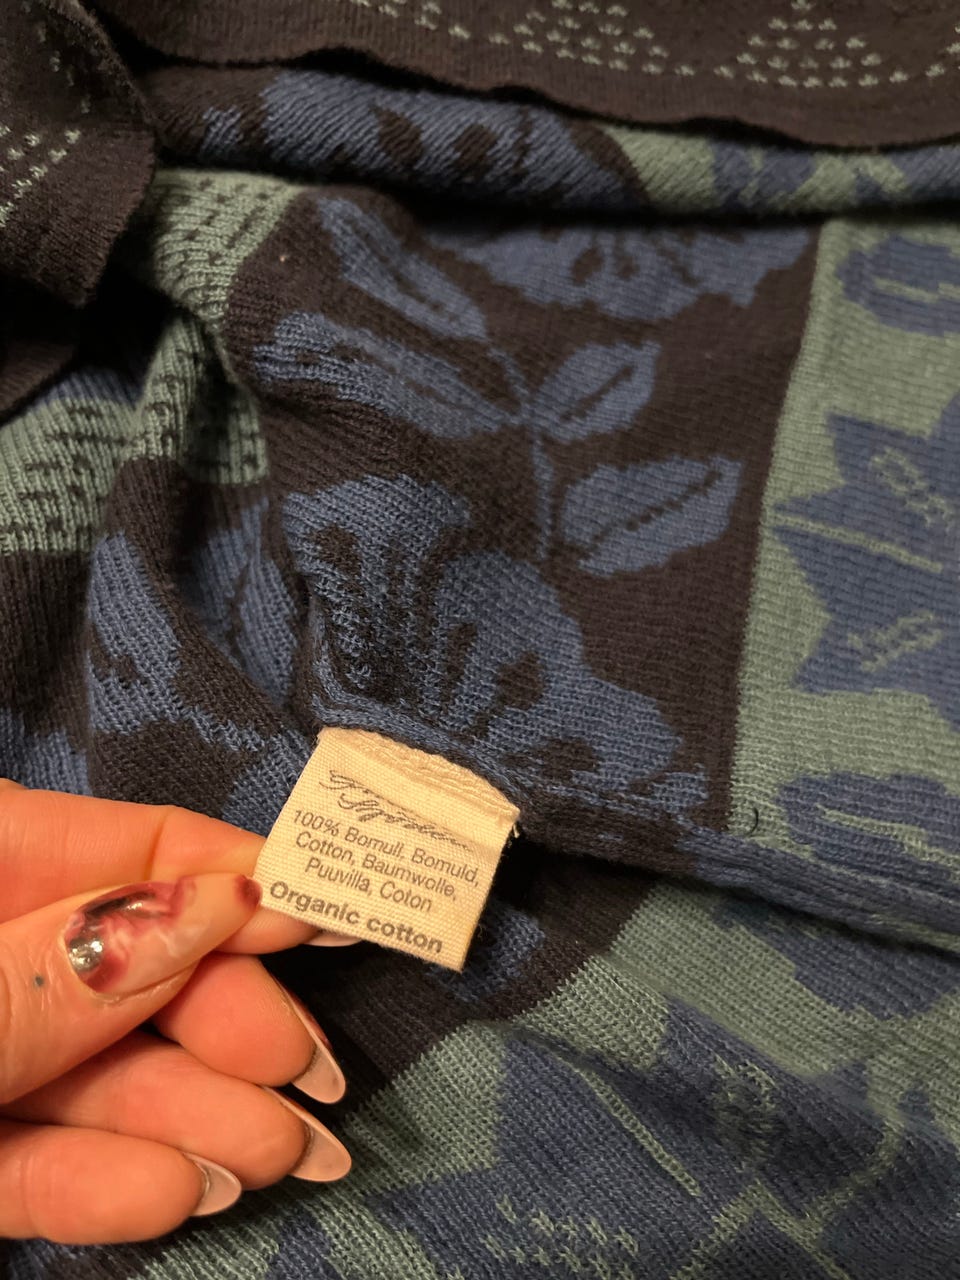 100% Bomull, Bomuld,
Cotton, Baumwolle,
Puuvilla, Coton
Organic cotton